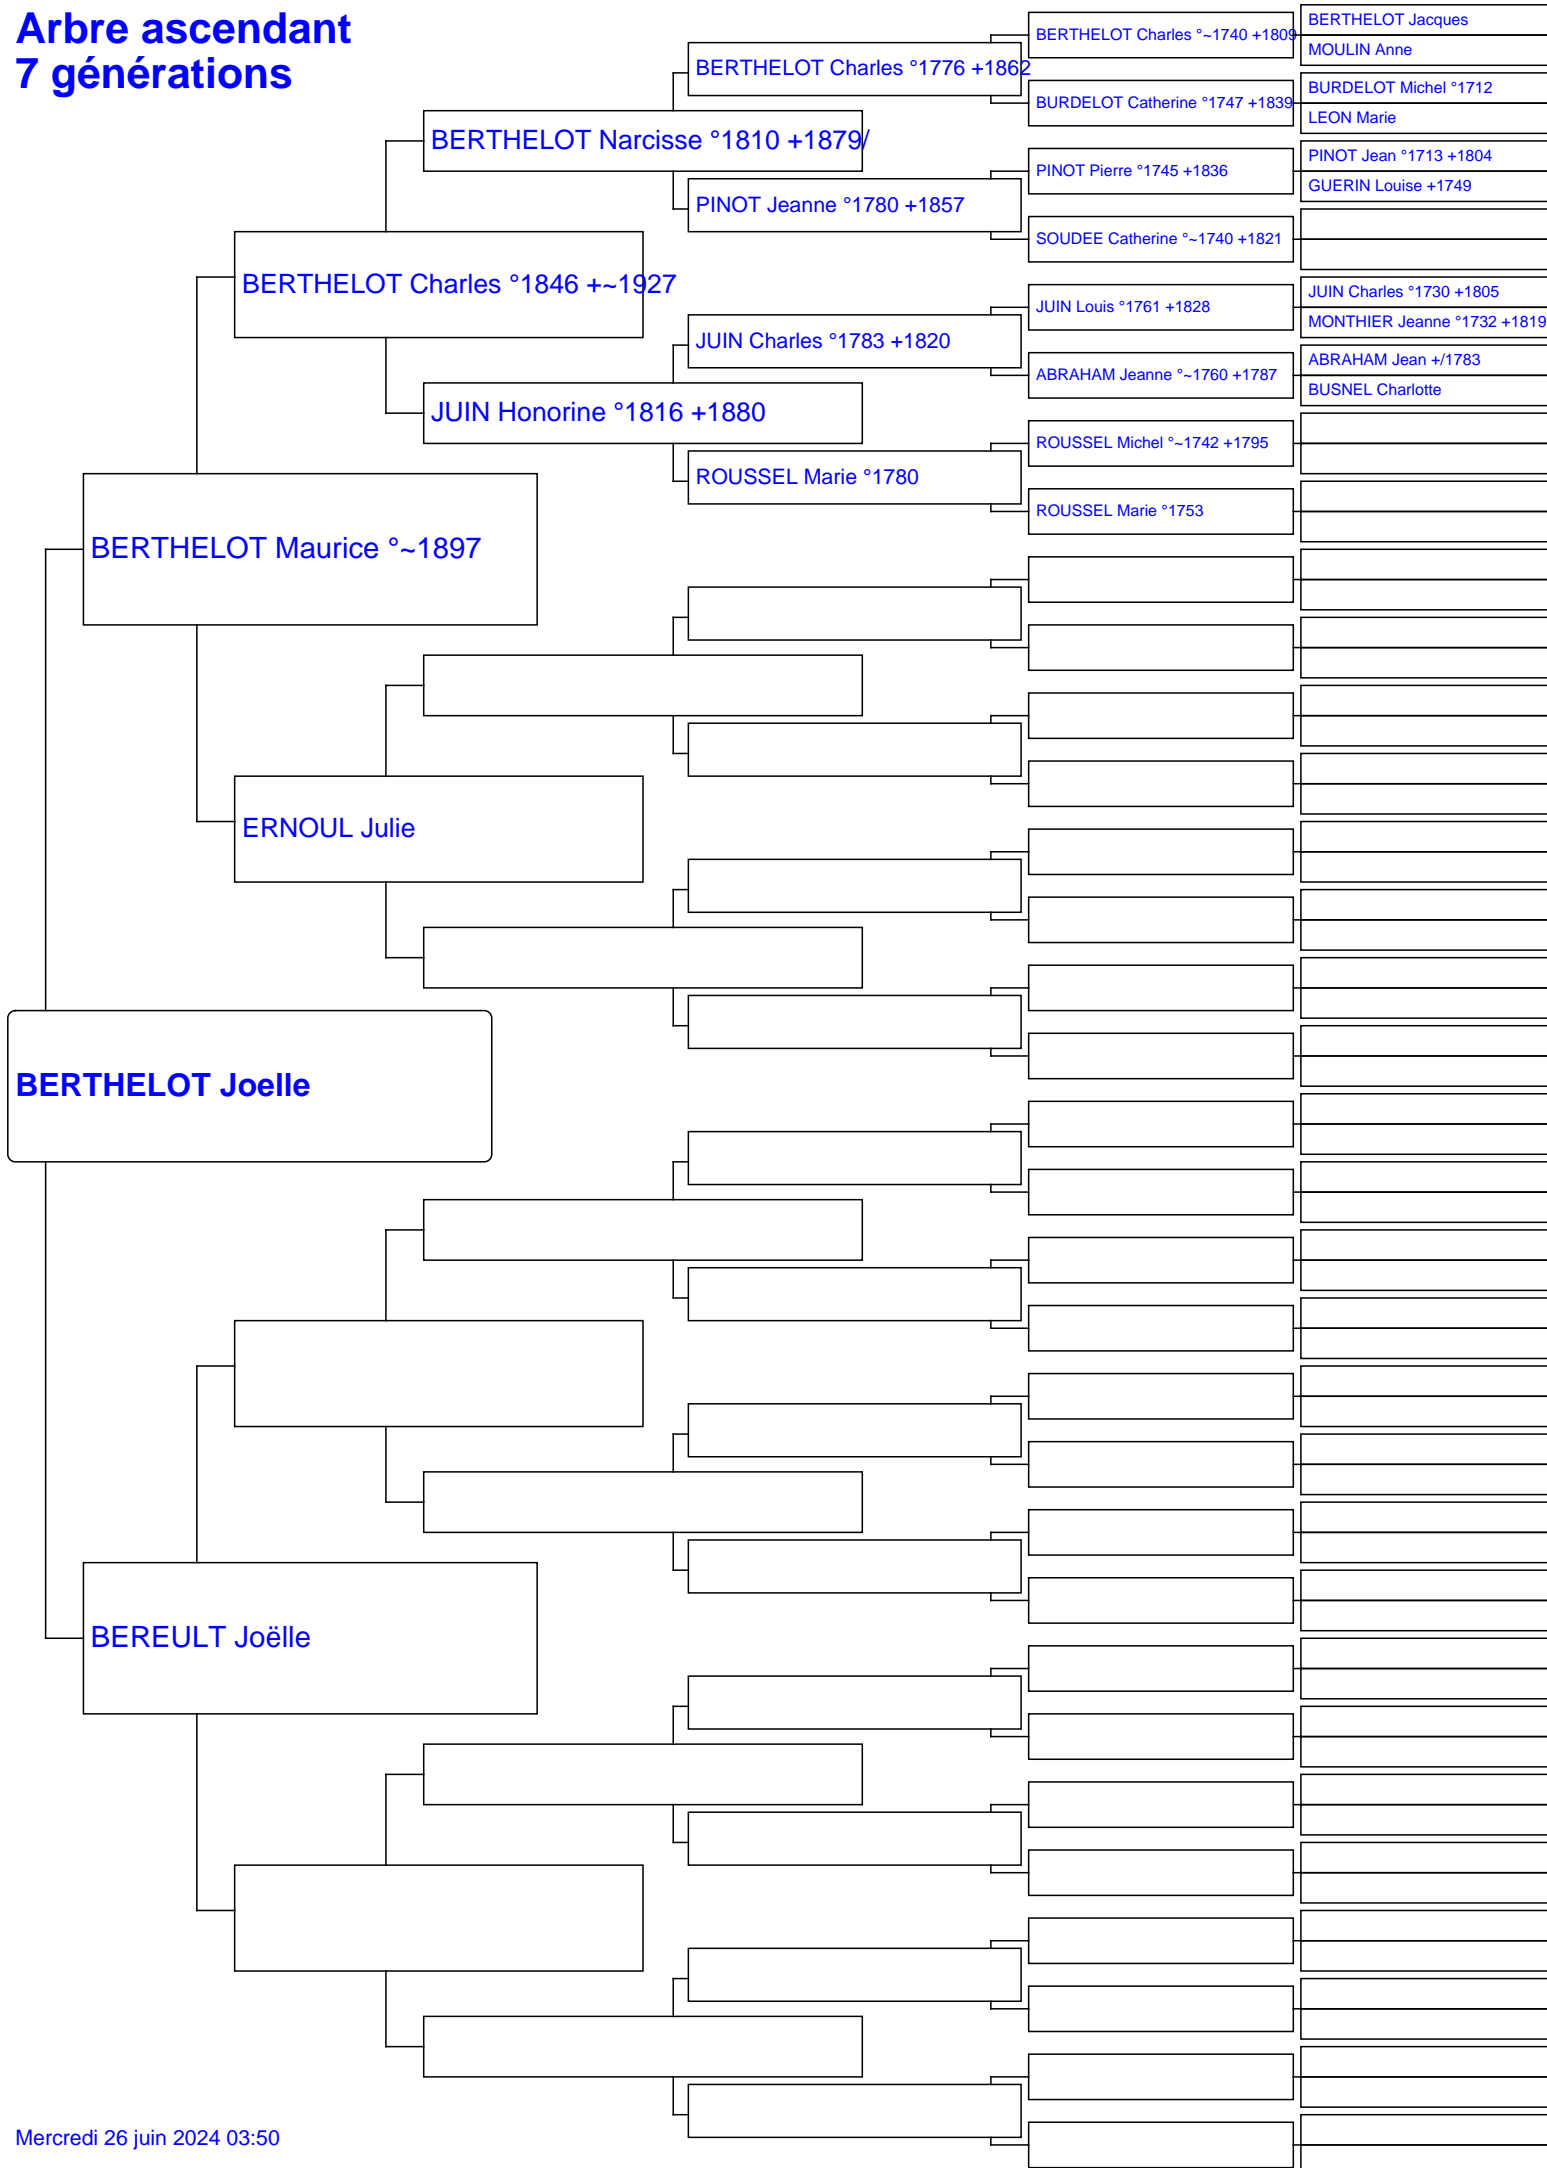 Arbre ascendant
7 générations
BERTHELOT Joelle
BERTHELOT Maurice °~1897
BEREULT Joëlle
BERTHELOT Charles °1846 +~1927
ERNOUL Julie
BERTHELOT Narcisse °1810 +1879/
JUIN Honorine °1816 +1880
BERTHELOT Charles °1776 +1862
PINOT Jeanne °1780 +1857
JUIN Charles °1783 +1820
ROUSSEL Marie °1780
BERTHELOT Charles °~1740 +1809
BURDELOT Catherine °1747 +1839
PINOT Pierre °1745 +1836
SOUDEE Catherine °~1740 +1821
JUIN Louis °1761 +1828
ABRAHAM Jeanne °~1760 +1787
ROUSSEL Michel °~1742 +1795
ROUSSEL Marie °1753
BERTHELOT Jacques
MOULIN Anne
BURDELOT Michel °1712
LEON Marie
PINOT Jean °1713 +1804
GUERIN Louise +1749
JUIN Charles °1730 +1805
MONTHIER Jeanne °1732 +1819
ABRAHAM Jean +/1783
BUSNEL Charlotte
Mercredi 26 juin 2024 03:50